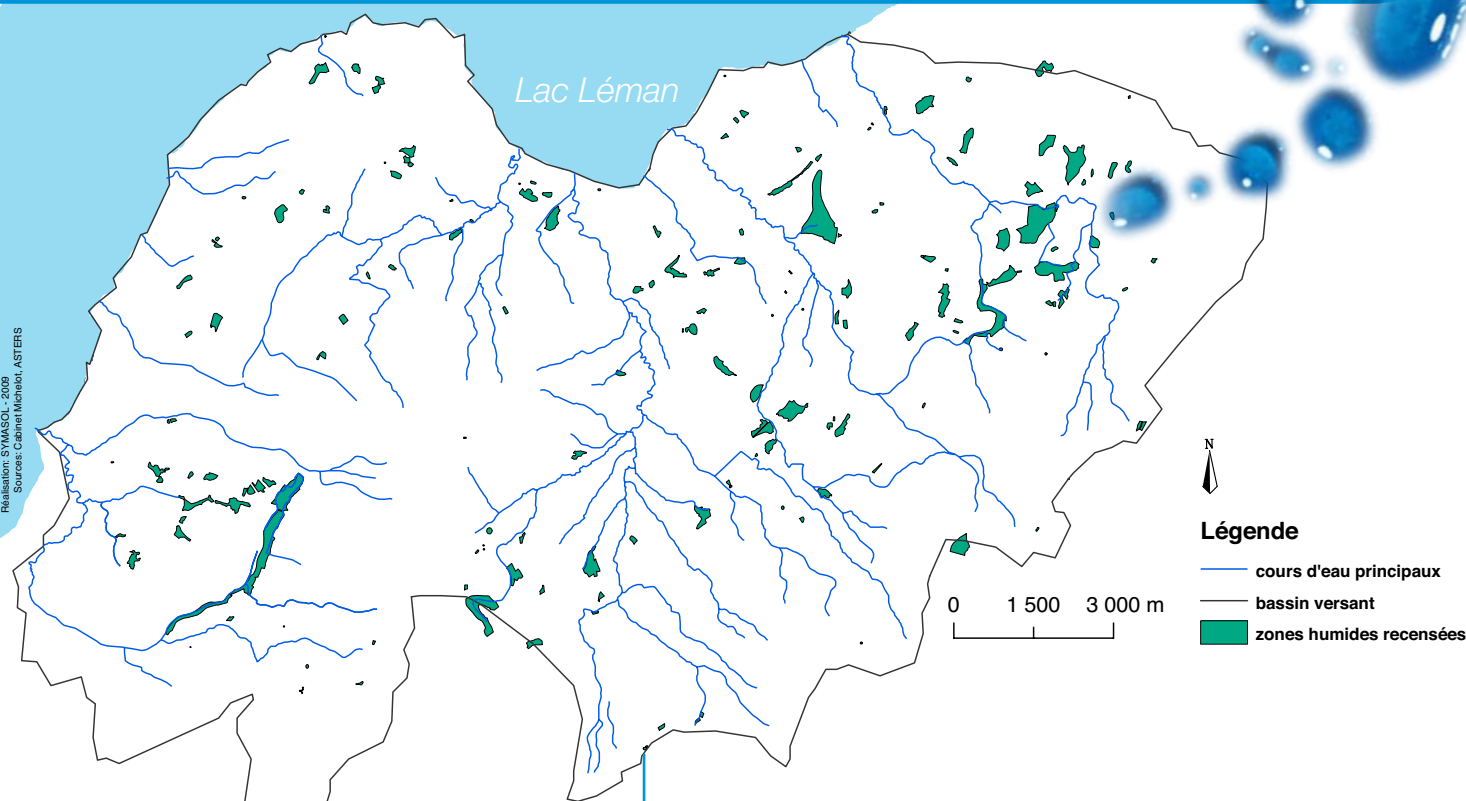 Lac Léman
Réalisation: SYMASOL - 2009
Sources: Cabinet Michelot, ASTERS
N
Légende
cours d'eau principaux
bassin versant
zones humides recensées
0 1 500 3 000 m